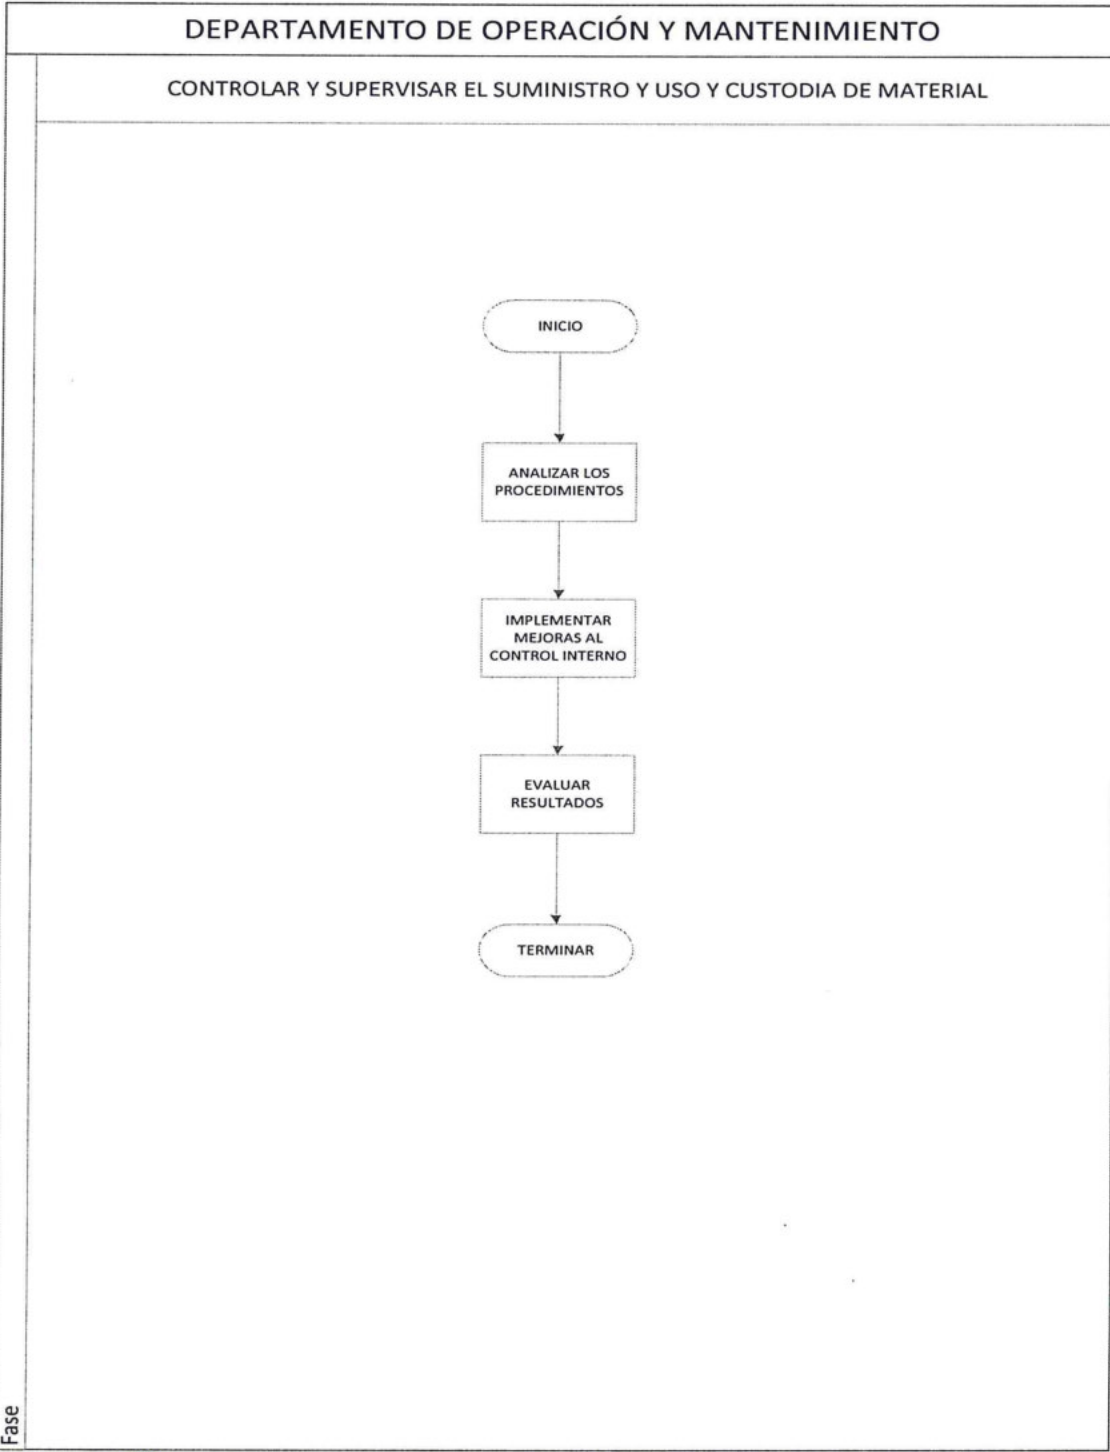 DEPARTAMENTO DE OPERACIÓN Y MANTENIMIENTO
CONTROLAR Y SUPERVISAR EL SUMINISTRO Y USO Y CUSTODIA DE MATERIAL
INICIO
ANALIZAR LOS
PROCEDIMIENTOS
IMPLEMENTAR
MEJORAS AL
CONTROL INTERNO
EVALUAR
RESULTADOS
TERMINAR
Fase